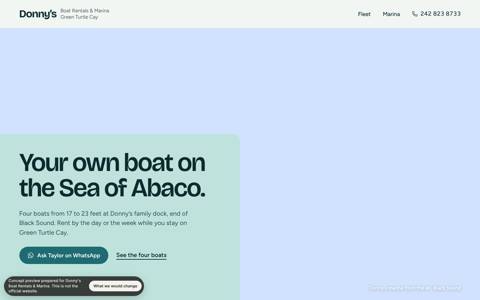 Donny's
Boat Rentals & Marina
Green Turtle Cay
Fleet
Marina
242 823 8733
Your own boat on
the Sea of Abaco.
Four boats from 17 to 23 feet at Donny's family dock, end of
Black Sound. Rent by the day or the week while you stay on
Green Turtle Cay.
Ask Taylor on WhatsApp
See the four boats
Concept preview prepared for Donny's
Boat Rentals & Marina. This is not the
official website.
What we would change